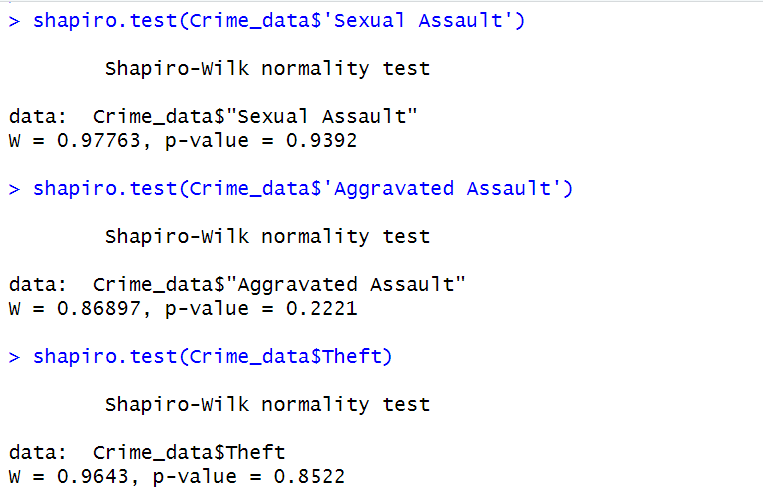 > shapiro.test(Crime_data$'Sexual Assault')
Shapiro-Wilk normality test
data:  Crime_data$"Sexual Assault"
W = 0.97763, p-value = 0.9392
> shapiro.test(Crime_data$'Aggravated Assault')
Shapiro-Wilk normality test
data:  Crime_data$"Aggravated Assault"
W = 0.86897, p-value = 0.2221
> shapiro.test(Crime_data$Theft)
Shapiro-Wilk normality test
data:  Crime_data$Theft
W = 0.9643, p-value = 0.8522